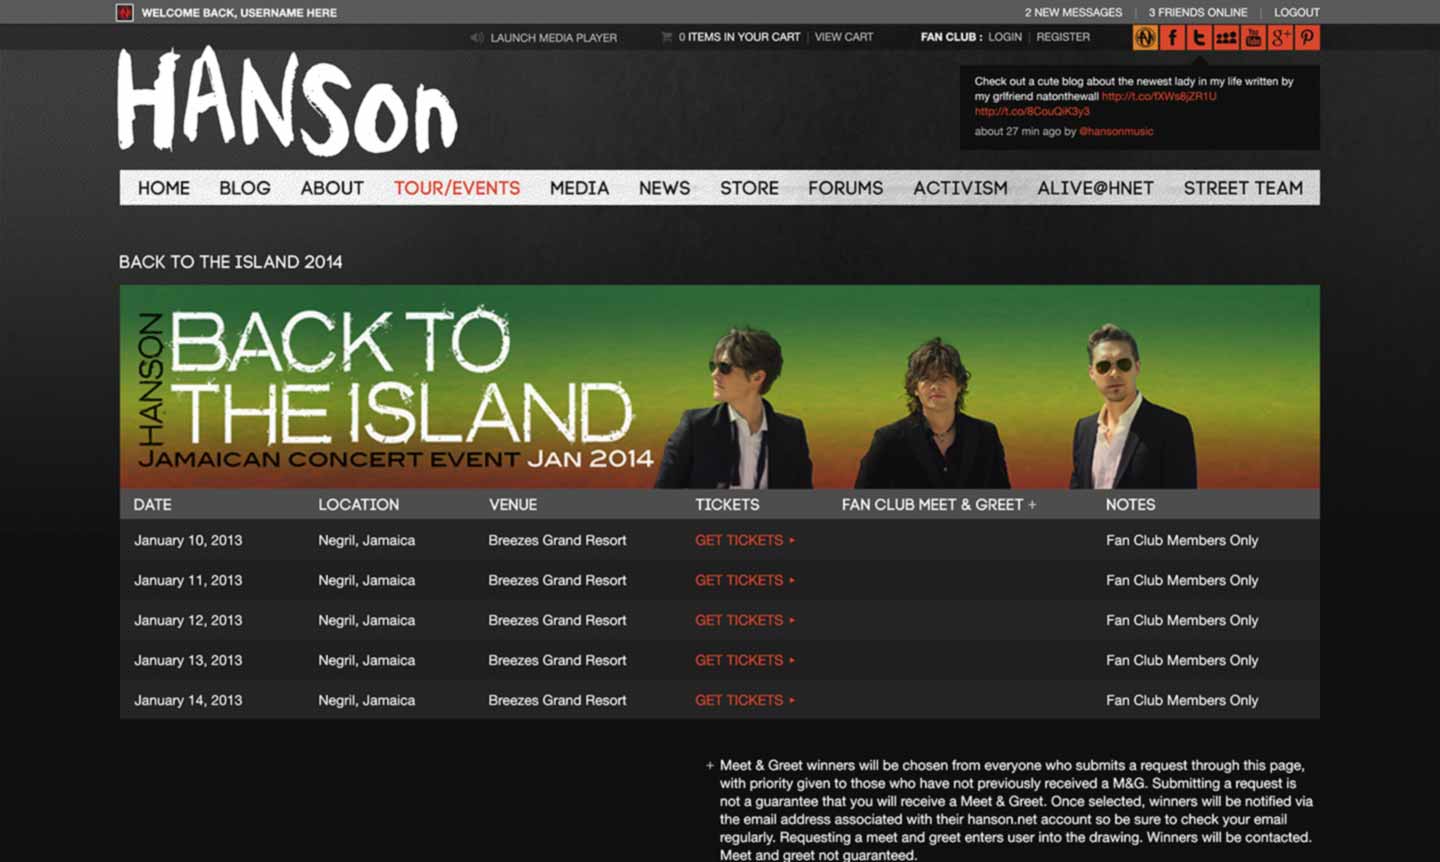 WELCOME BACK, USERNAME HERE
2 NEW MESSAGES | 3 FRIENDS ONLINE | LOGOUT
LAUNCH MEDIA PLAYER
0 ITEMS IN YOUR CART | VIEW CART
FAN CLUB : LOGIN | REGISTER
HANSon
Check out a cute blog about the newest lady in my life written by
my grlfriend natonthewall http://t.co/fXWs8jZR1U
http://t.co/8CouQiK3y3
about 27 min ago by @hansonmusic
HOME BLOG ABOUT TOUR/EVENTS MEDIA NEWS STORE FORUMS ACTIVISM ALIVE@HNET STREET TEAM
BACK TO THE ISLAND 2014
HANSON
BACK TO
THE ISLAND
JAMAICAN CONCERT EVENT JAN 2014
DATE LOCATION VENUE TICKETS FAN CLUB MEET & GREET + NOTES
January 10, 2013 Negril, Jamaica Breezes Grand Resort GET TICKETS Fan Club Members Only
January 11, 2013 Negril, Jamaica Breezes Grand Resort GET TICKETS Fan Club Members Only
January 12, 2013 Negril, Jamaica Breezes Grand Resort GET TICKETS Fan Club Members Only
January 13, 2013 Negril, Jamaica Breezes Grand Resort GET TICKETS Fan Club Members Only
January 14, 2013 Negril, Jamaica Breezes Grand Resort GET TICKETS Fan Club Members Only
+ Meet & Greet winners will be chosen from everyone who submits a request through this page,
with priority given to those who have not previously received a M&G. Submitting a request is
not a guarantee that you will receive a Meet & Greet. Once selected, winners will be notified via
the email address associated with their hanson.net account so be sure to check your email
regularly. Requesting a meet and greet enters user into the drawing. Winners will be contacted.
Meet and greet not guaranteed.